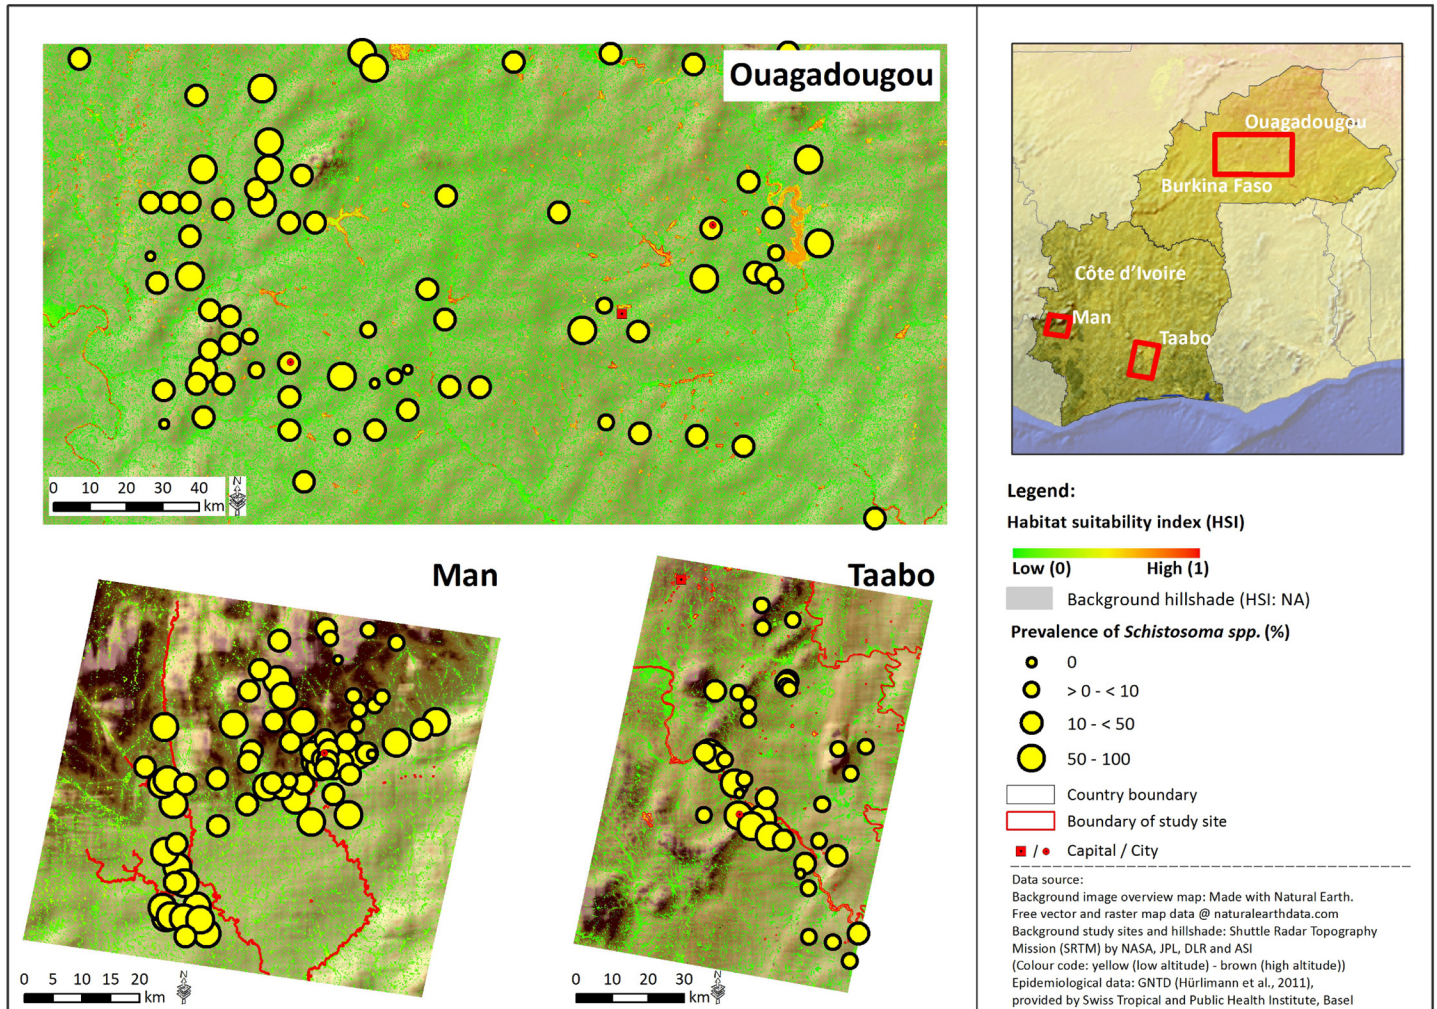 Ouagadougou
0 10 20 30 40
km
N
Man
0 5 10 15 20
km
N
Taabo
0 10 20 30
km
N
Ouagadougou
Burkina Faso
Côte d'Ivoire
Man
Taabo
Legend:
Habitat suitability index (HSI)
Low (0) High (1)
Background hillshade (HSI: NA)
Prevalence of Schistosoma spp. (%)
0
> 0 - < 10
10 - < 50
50 - 100
Country boundary
Boundary of study site
/ Capital / City
Data source:
Background image overview map: Made with Natural Earth.
Free vector and raster map data @ naturalearthdata.com
Background study sites and hillshade: Shuttle Radar Topography
Mission (SRTM) by NASA, JPL, DLR and ASI
(Colour code: yellow (low altitude) - brown (high altitude))
Epidemiological data: GNTD (Hürlimann et al., 2011),
provided by Swiss Tropical and Public Health Institute, Basel